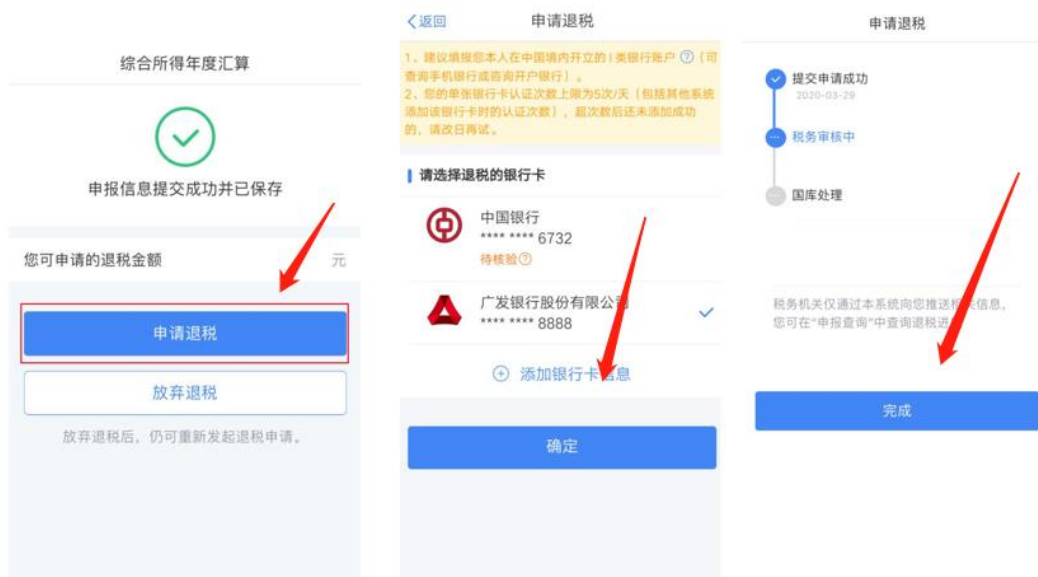 综合所得年度汇算
申报信息提交成功并已保存
您可申请的退税金额 元
申请退税
放弃退税
放弃退税后，仍可重新发起退税申请。
返回 申请退税
1、建议填报您本人在中国境内开立的I类银行账户 ?（可
查询手机银行或咨询开户银行）。
2、您的单张银行卡认证次数上限为5次/天（包括其他系统
添加该银行卡时的认证次数），超次数后还未添加成功
的，请改日再试。
请选择退税的银行卡
中国银行
**** **** 6732
待核验?
广发银行股份有限公司
**** **** 8888
添加银行卡信息
确定
申请退税
提交申请成功
2020-03-29
税务审核中
国库处理
税务机关仅通过本系统向您推送相关信息，
您可在“申报查询”中查询退税进
完成